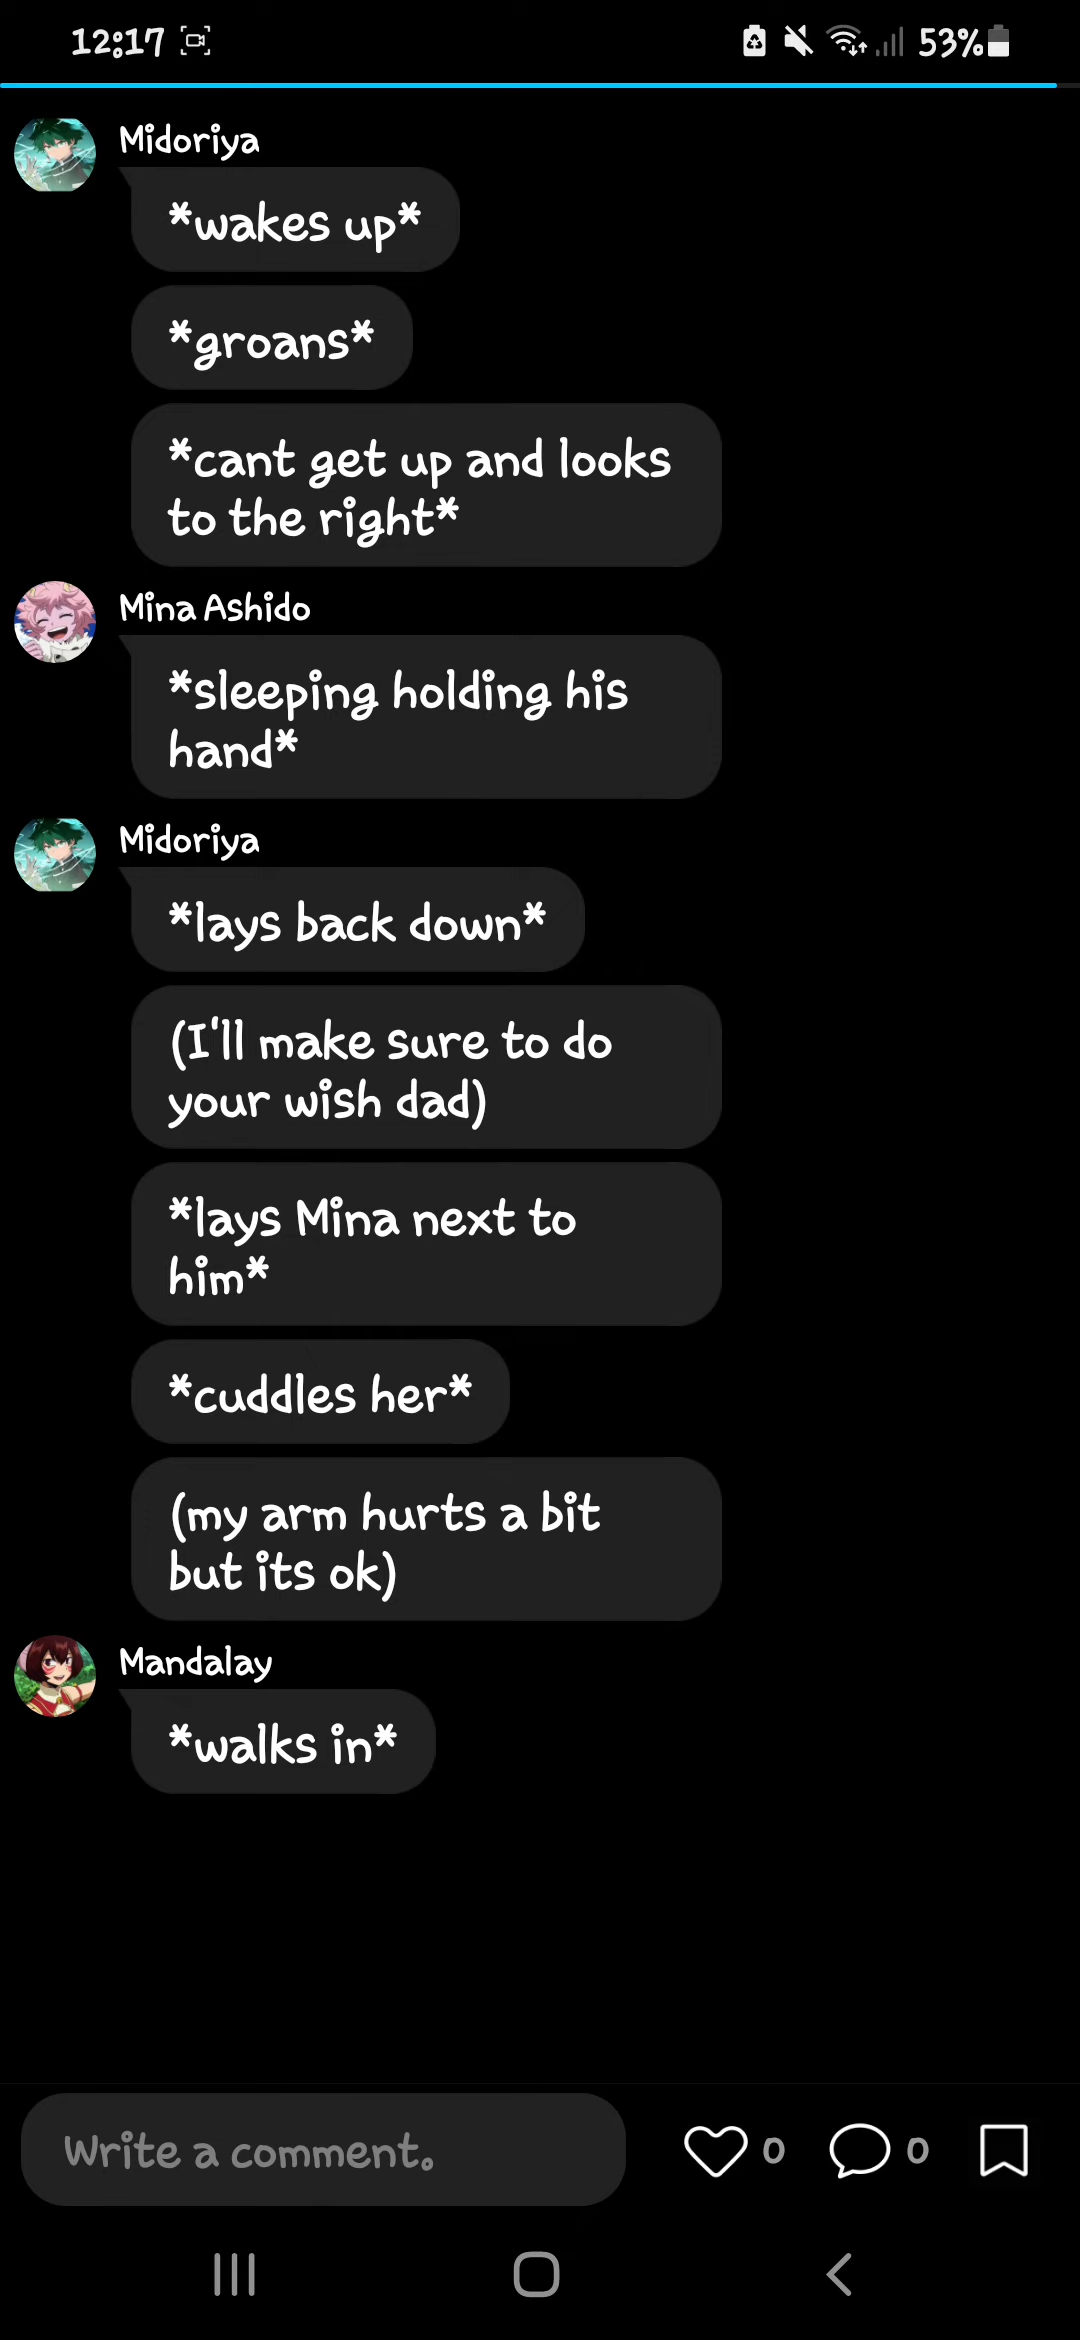 12:17 53%
Midoriya
*wakes up*
*groans*
*cant get up and looks
to the right*
Mina Ashido
*sleeping holding his
hand*
Midoriya
*lays back down*
(I'll make sure to do
your wish dad)
*lays Mina next to
him*
*cuddles her*
(my arm hurts a bit
but its ok)
Mandalay
*walks in*
Write a comment. 0 0